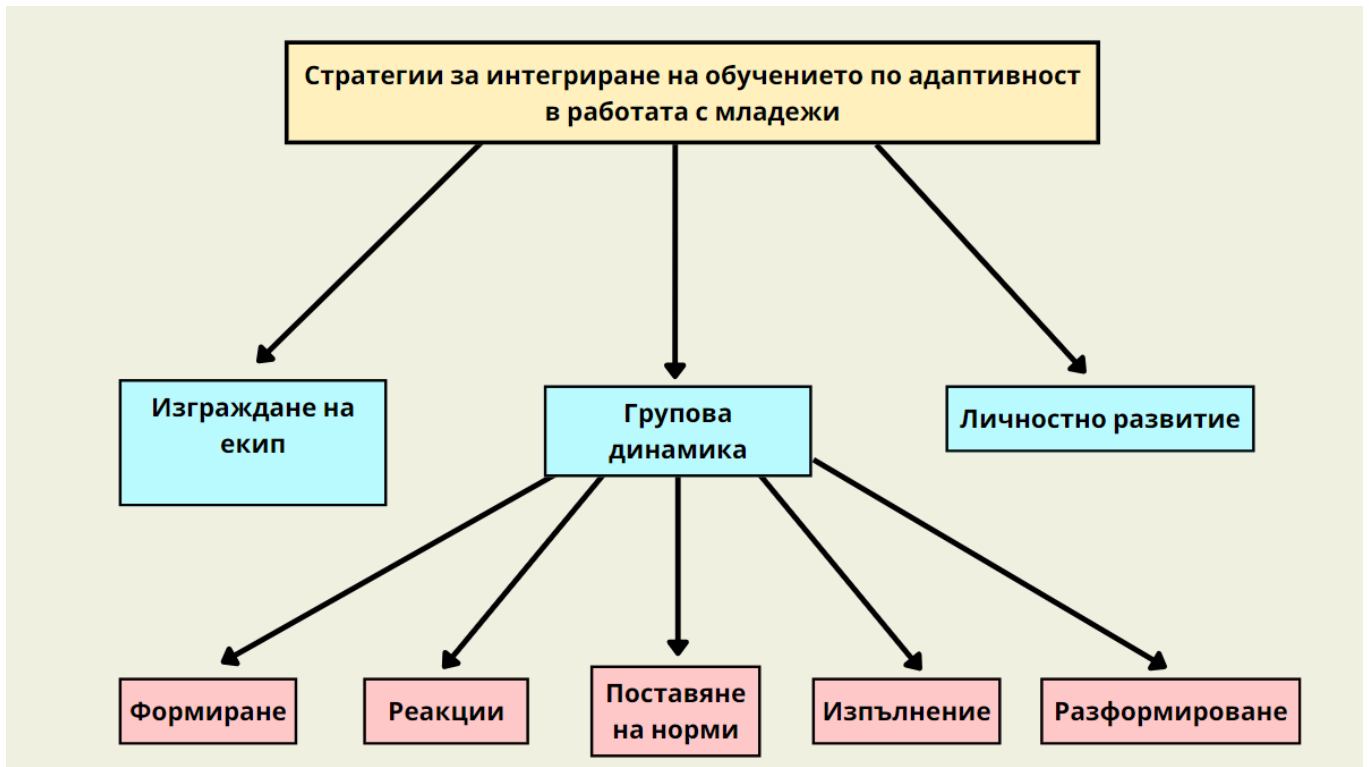 Стратегии за интегриране на обучението по адаптивност
в работата с младежи
Изграждане на
екип
Групова
динамика
Личностно развитие
Формиране
Реакции
Поставяне
на норми
Изпълнение
Разформироване